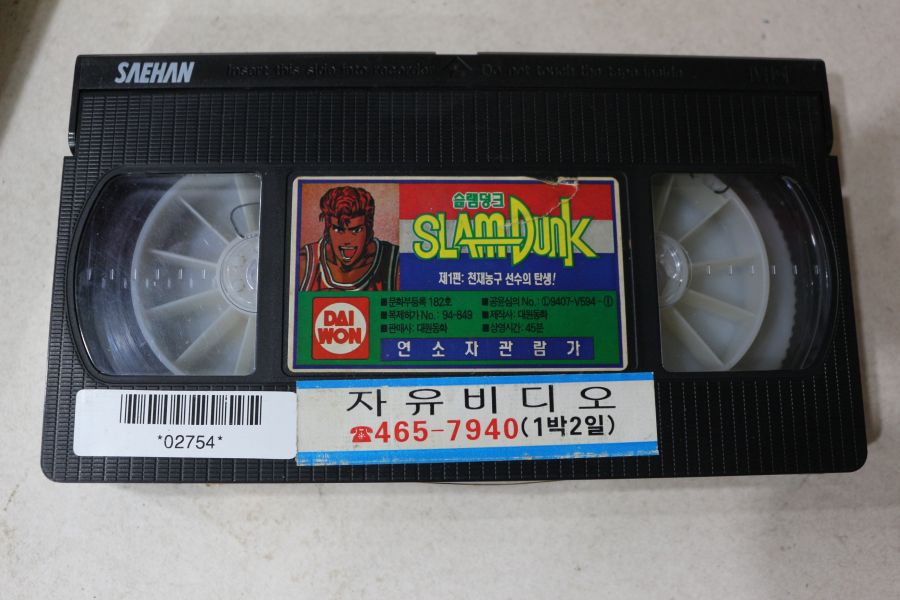 SAEHAN
Insert this side into recorder
Do not touch the tape inside
VHS
슬램덩크
SLAMDUNK
제1편: 천재농구 선수의 탄생!
DAI WON
■문화부등록 182호
■공윤심의 No.: ①9407-V594-①
■복제허가 No.: 94-849
■제작사: 대원동화
■판매사: 대원동화
■상영시간: 45분
연소자관람가
자유비디오
☎465-7940(1박2일)
*02754*